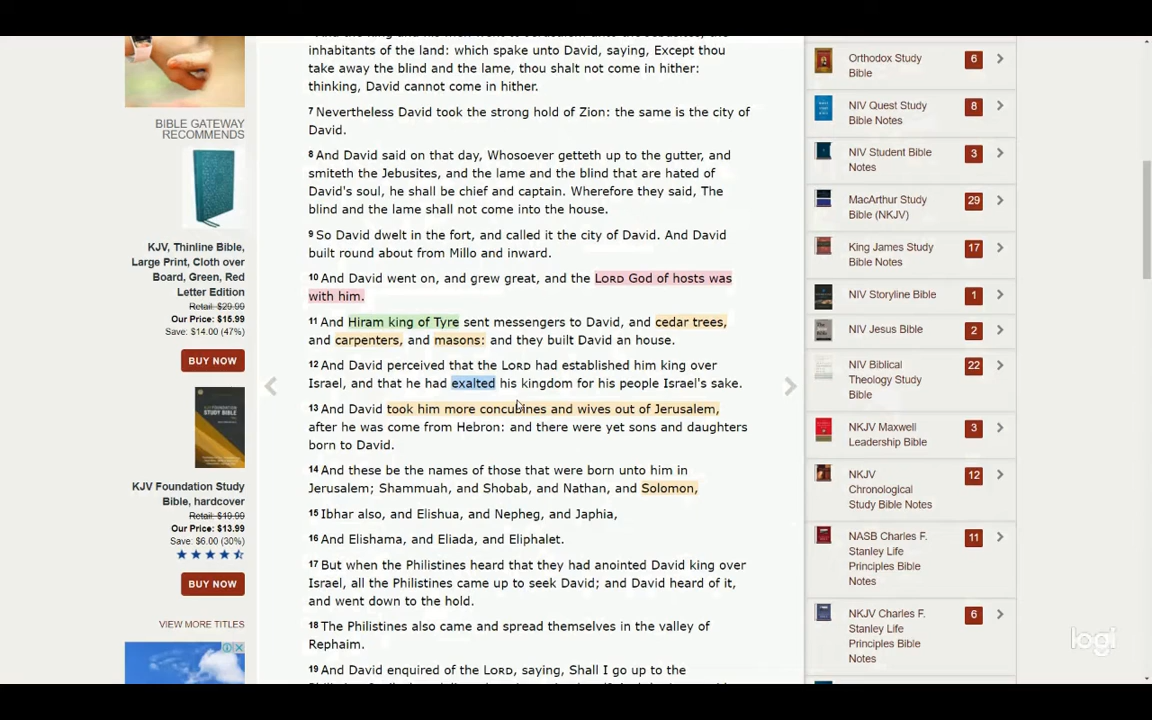 BIBLE GATEWAY
RECOMMENDS
KJV, Thinline Bible,
Large Print, Cloth over
Board, Green, Red
Letter Edition
Retail: $29.99
Our Price: $15.99
Save: $14.00 (47%)
BUY NOW
KJV Foundation Study
Bible, hardcover
Retail: $19.99
Our Price: $13.99
Save: $6.00 (30%)
BUY NOW
VIEW MORE TITLES
inhabitants of the land: which spake unto David, saying, Except thou
take away the blind and the lame, thou shalt not come in hither:
thinking, David cannot come in hither.
7 Nevertheless David took the strong hold of Zion: the same is the city of
David.
8 And David said on that day, Whosoever getteth up to the gutter, and
smiteth the Jebusites, and the lame and the blind that are hated of
David's soul, he shall be chief and captain. Wherefore they said, The
blind and the lame shall not come into the house.
9 So David dwelt in the fort, and called it the city of David. And David
built round about from Millo and inward.
10 And David went on, and grew great, and the LORD God of hosts was
with him.
11 And Hiram king of Tyre sent messengers to David, and cedar trees,
and carpenters, and masons: and they built David an house.
12 And David perceived that the LORD had established him king over
Israel, and that he had exalted his kingdom for his people Israel's sake.
13 And David took him more concubines and wives out of Jerusalem,
after he was come from Hebron: and there were yet sons and daughters
born to David.
14 And these be the names of those that were born unto him in
Jerusalem; Shammuah, and Shobab, and Nathan, and Solomon,
15 Ibhar also, and Elishua, and Nepheg, and Japhia,
16 And Elishama, and Eliada, and Eliphalet.
17 But when the Philistines heard that they had anointed David king over
Israel, all the Philistines came up to seek David; and David heard of it,
and went down to the hold.
18 The Philistines also came and spread themselves in the valley of
Rephaim.
19 And David enquired of the LORD, saying, Shall I go up to the
Orthodox Study
Bible
6
NIV Quest Study
Bible Notes
8
NIV Student Bible
Notes
3
MacArthur Study
Bible (NKJV)
29
King James Study
Bible Notes
17
NIV Storyline Bible
1
NIV Jesus Bible
2
NIV Biblical
Theology Study
Bible
22
NKJV Maxwell
Leadership Bible
3
NKJV
Chronological
Study Bible Notes
12
NASB Charles F.
Stanley Life
Principles Bible
Notes
11
NKJV Charles F.
Stanley Life
Principles Bible
Notes
6
logi